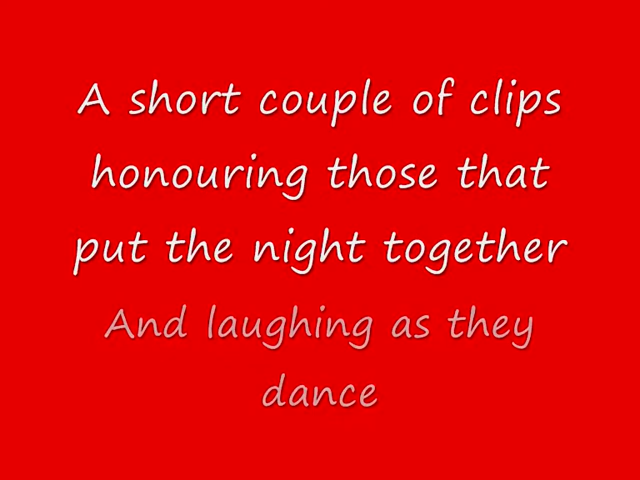 A short couple of clips
honouring those that
put the night together
And laughing as they
dance